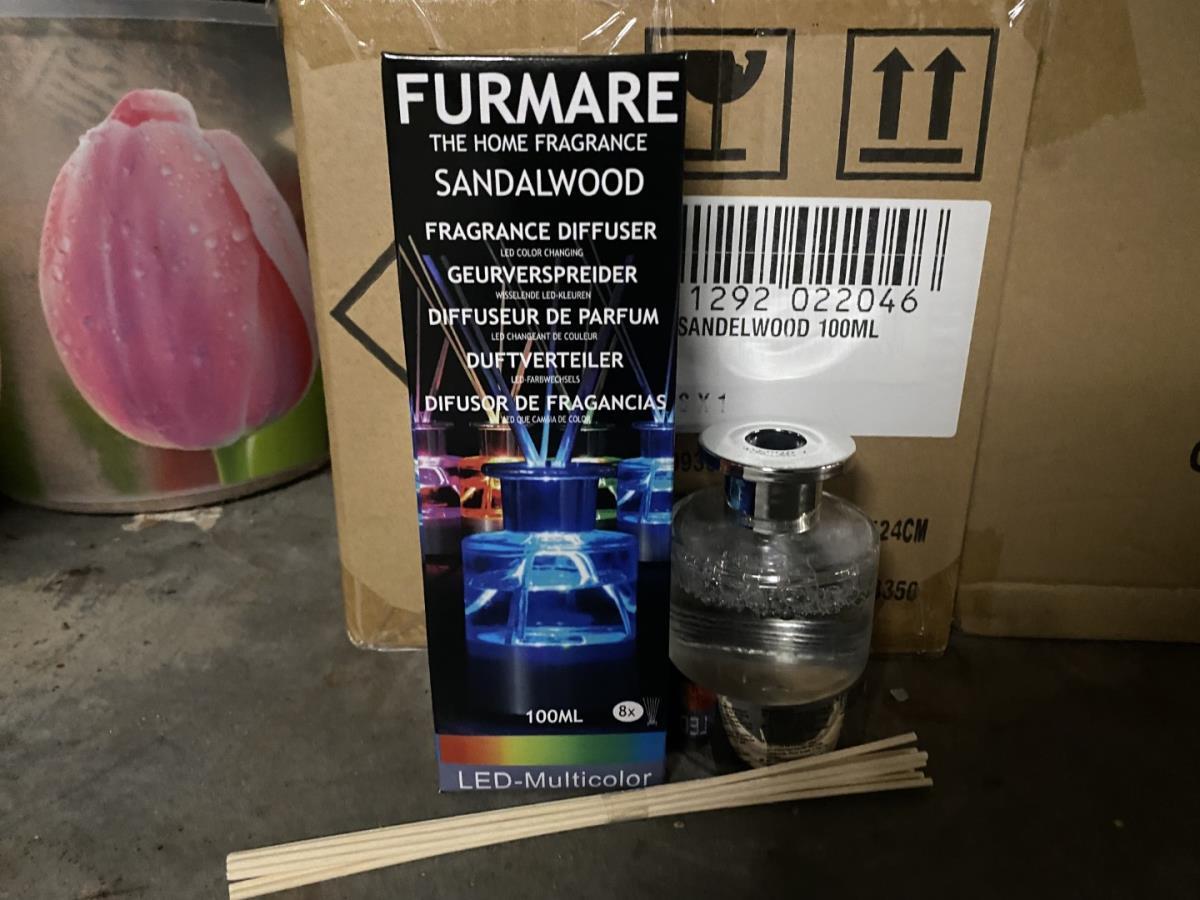 FURMARE
THE HOME FRAGRANCE
SANDALWOOD
FRAGRANCE DIFFUSER
LED COLOR CHANGING
GEURVERSPREIDER
WISSELENDE LED-KLEUREN
DIFFUSEUR DE PARFUM
LED CHANGEANT DE COULEUR
DUFTVERTEILER
LED-FARBWECHSELS
DIFUSOR DE FRAGANCIAS
LED QUE CAMBIA DE COLOR
100ML
8x
LED-Multicolor
1292 022046
SANDELWOOD 100ML
X 1
24CM
350